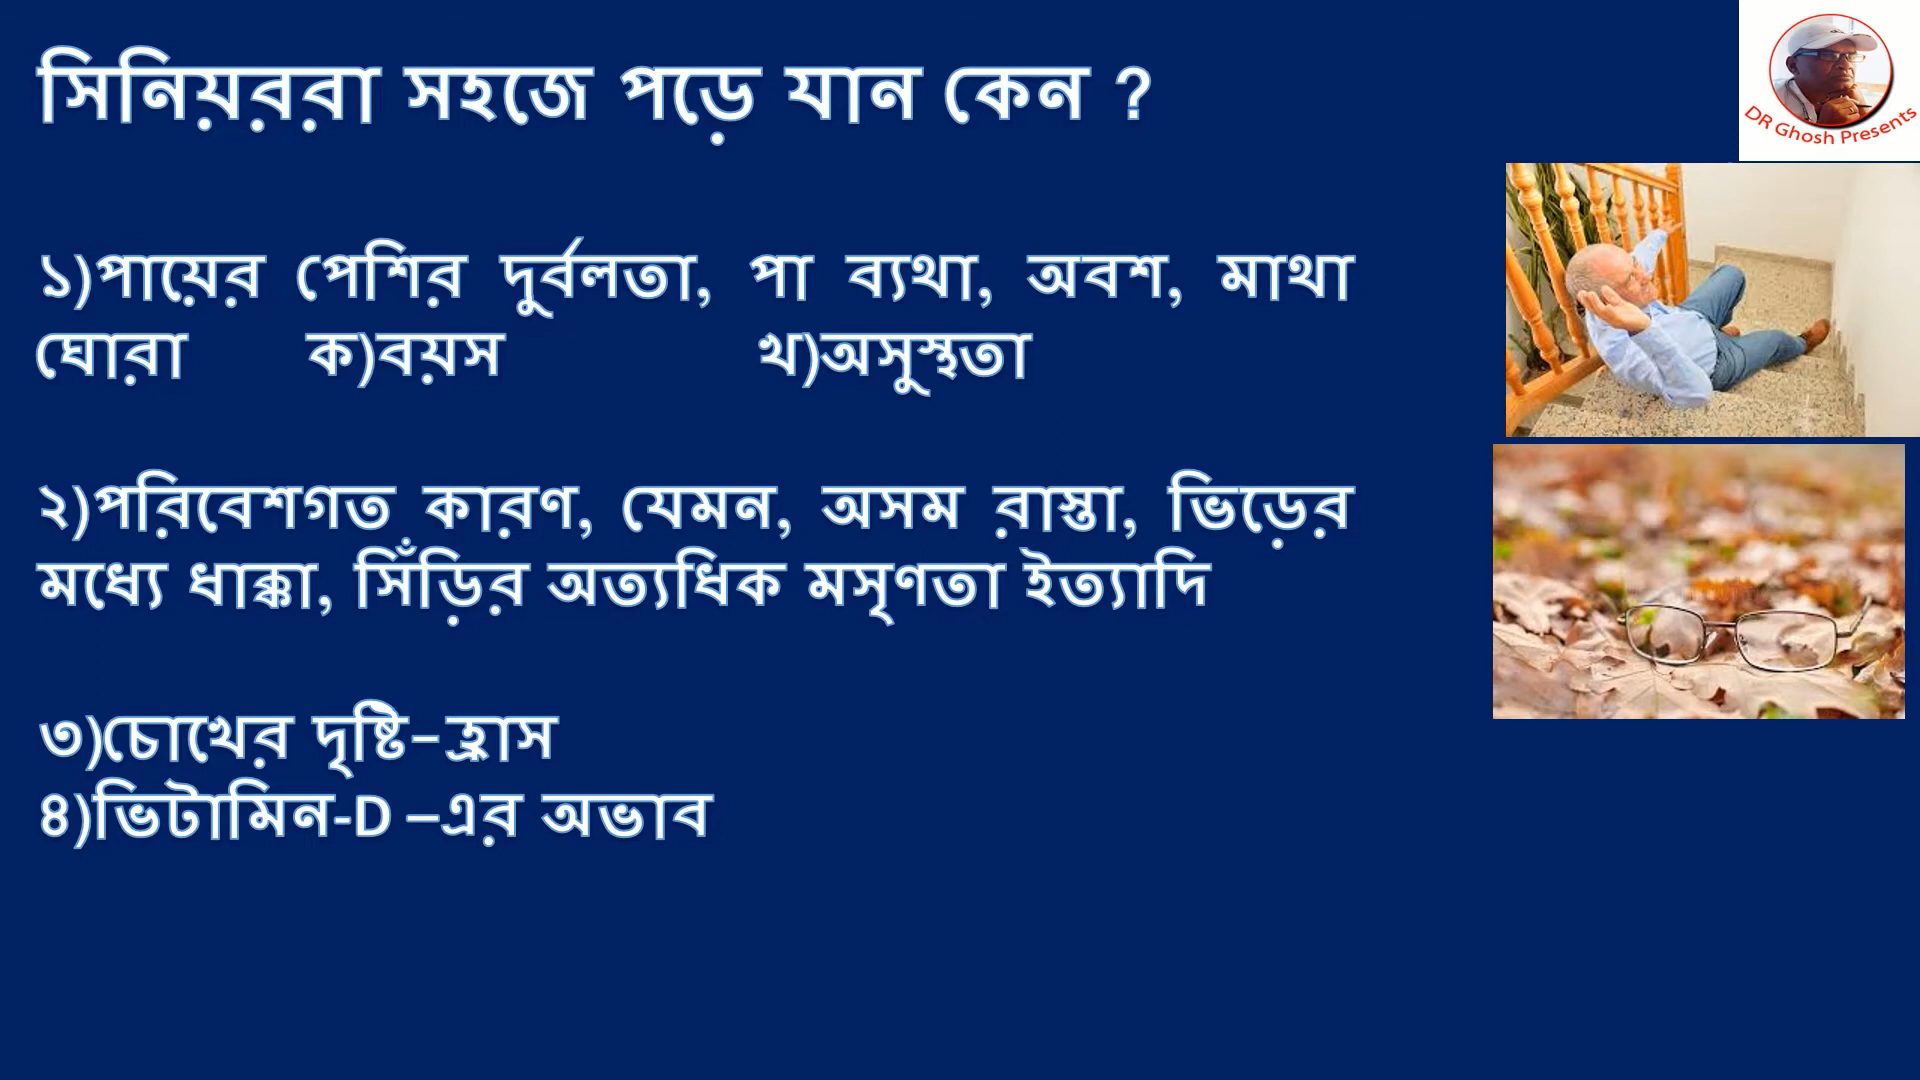 সিনিয়ররা সহজে পড়ে যান কেন ?
DR Ghosh Presents
১)পায়ের পেশির দুর্বলতা, পা ব্যথা, অবশ, মাথা
ঘোরা ক)বয়স খ)অসুস্থতা
২)পরিবেশগত কারণ, যেমন, অসম রাস্তা, ভিড়ের
মধ্যে ধাক্কা, সিঁড়ির অত্যধিক মসৃণতা ইত্যাদি
৩)চোখের দৃষ্টি–হ্রাস
৪)ভিটামিন-D –এর অভাব